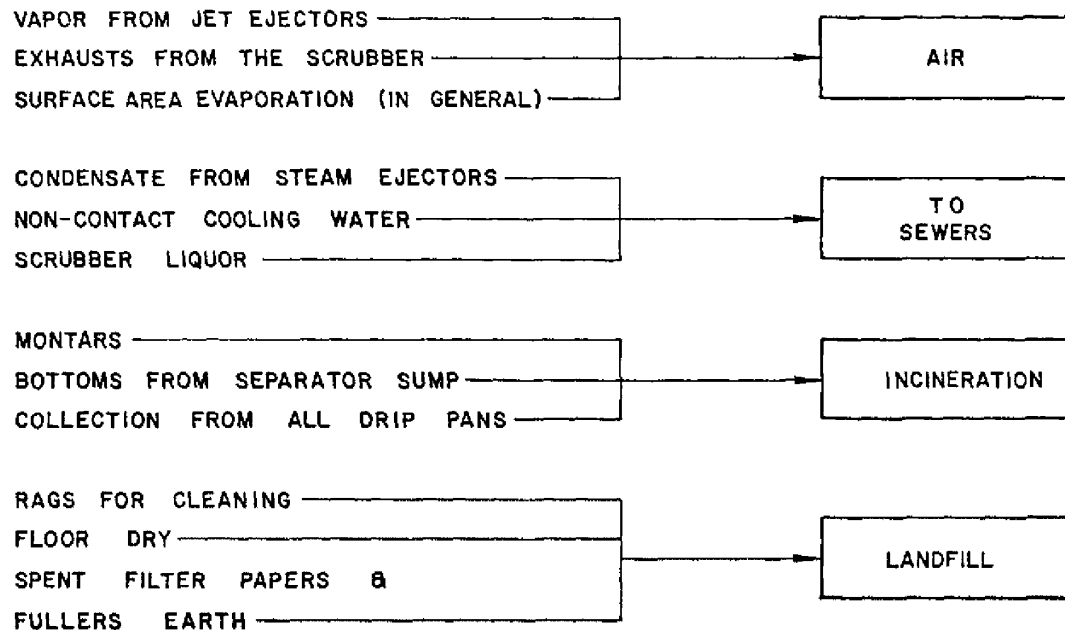 VAPOR FROM JET EJECTORS
EXHAUSTS FROM THE SCRUBBER
SURFACE AREA EVAPORATION (IN GENERAL)
AIR
CONDENSATE FROM STEAM EJECTORS
NON-CONTACT COOLING WATER
SCRUBBER LIQUOR
TO
SEWERS
MONTARS
BOTTOMS FROM SEPARATOR SUMP
COLLECTION FROM ALL DRIP PANS
INCINERATION
RAGS FOR CLEANING
FLOOR DRY
SPENT FILTER PAPERS &
FULLERS EARTH
LANDFILL